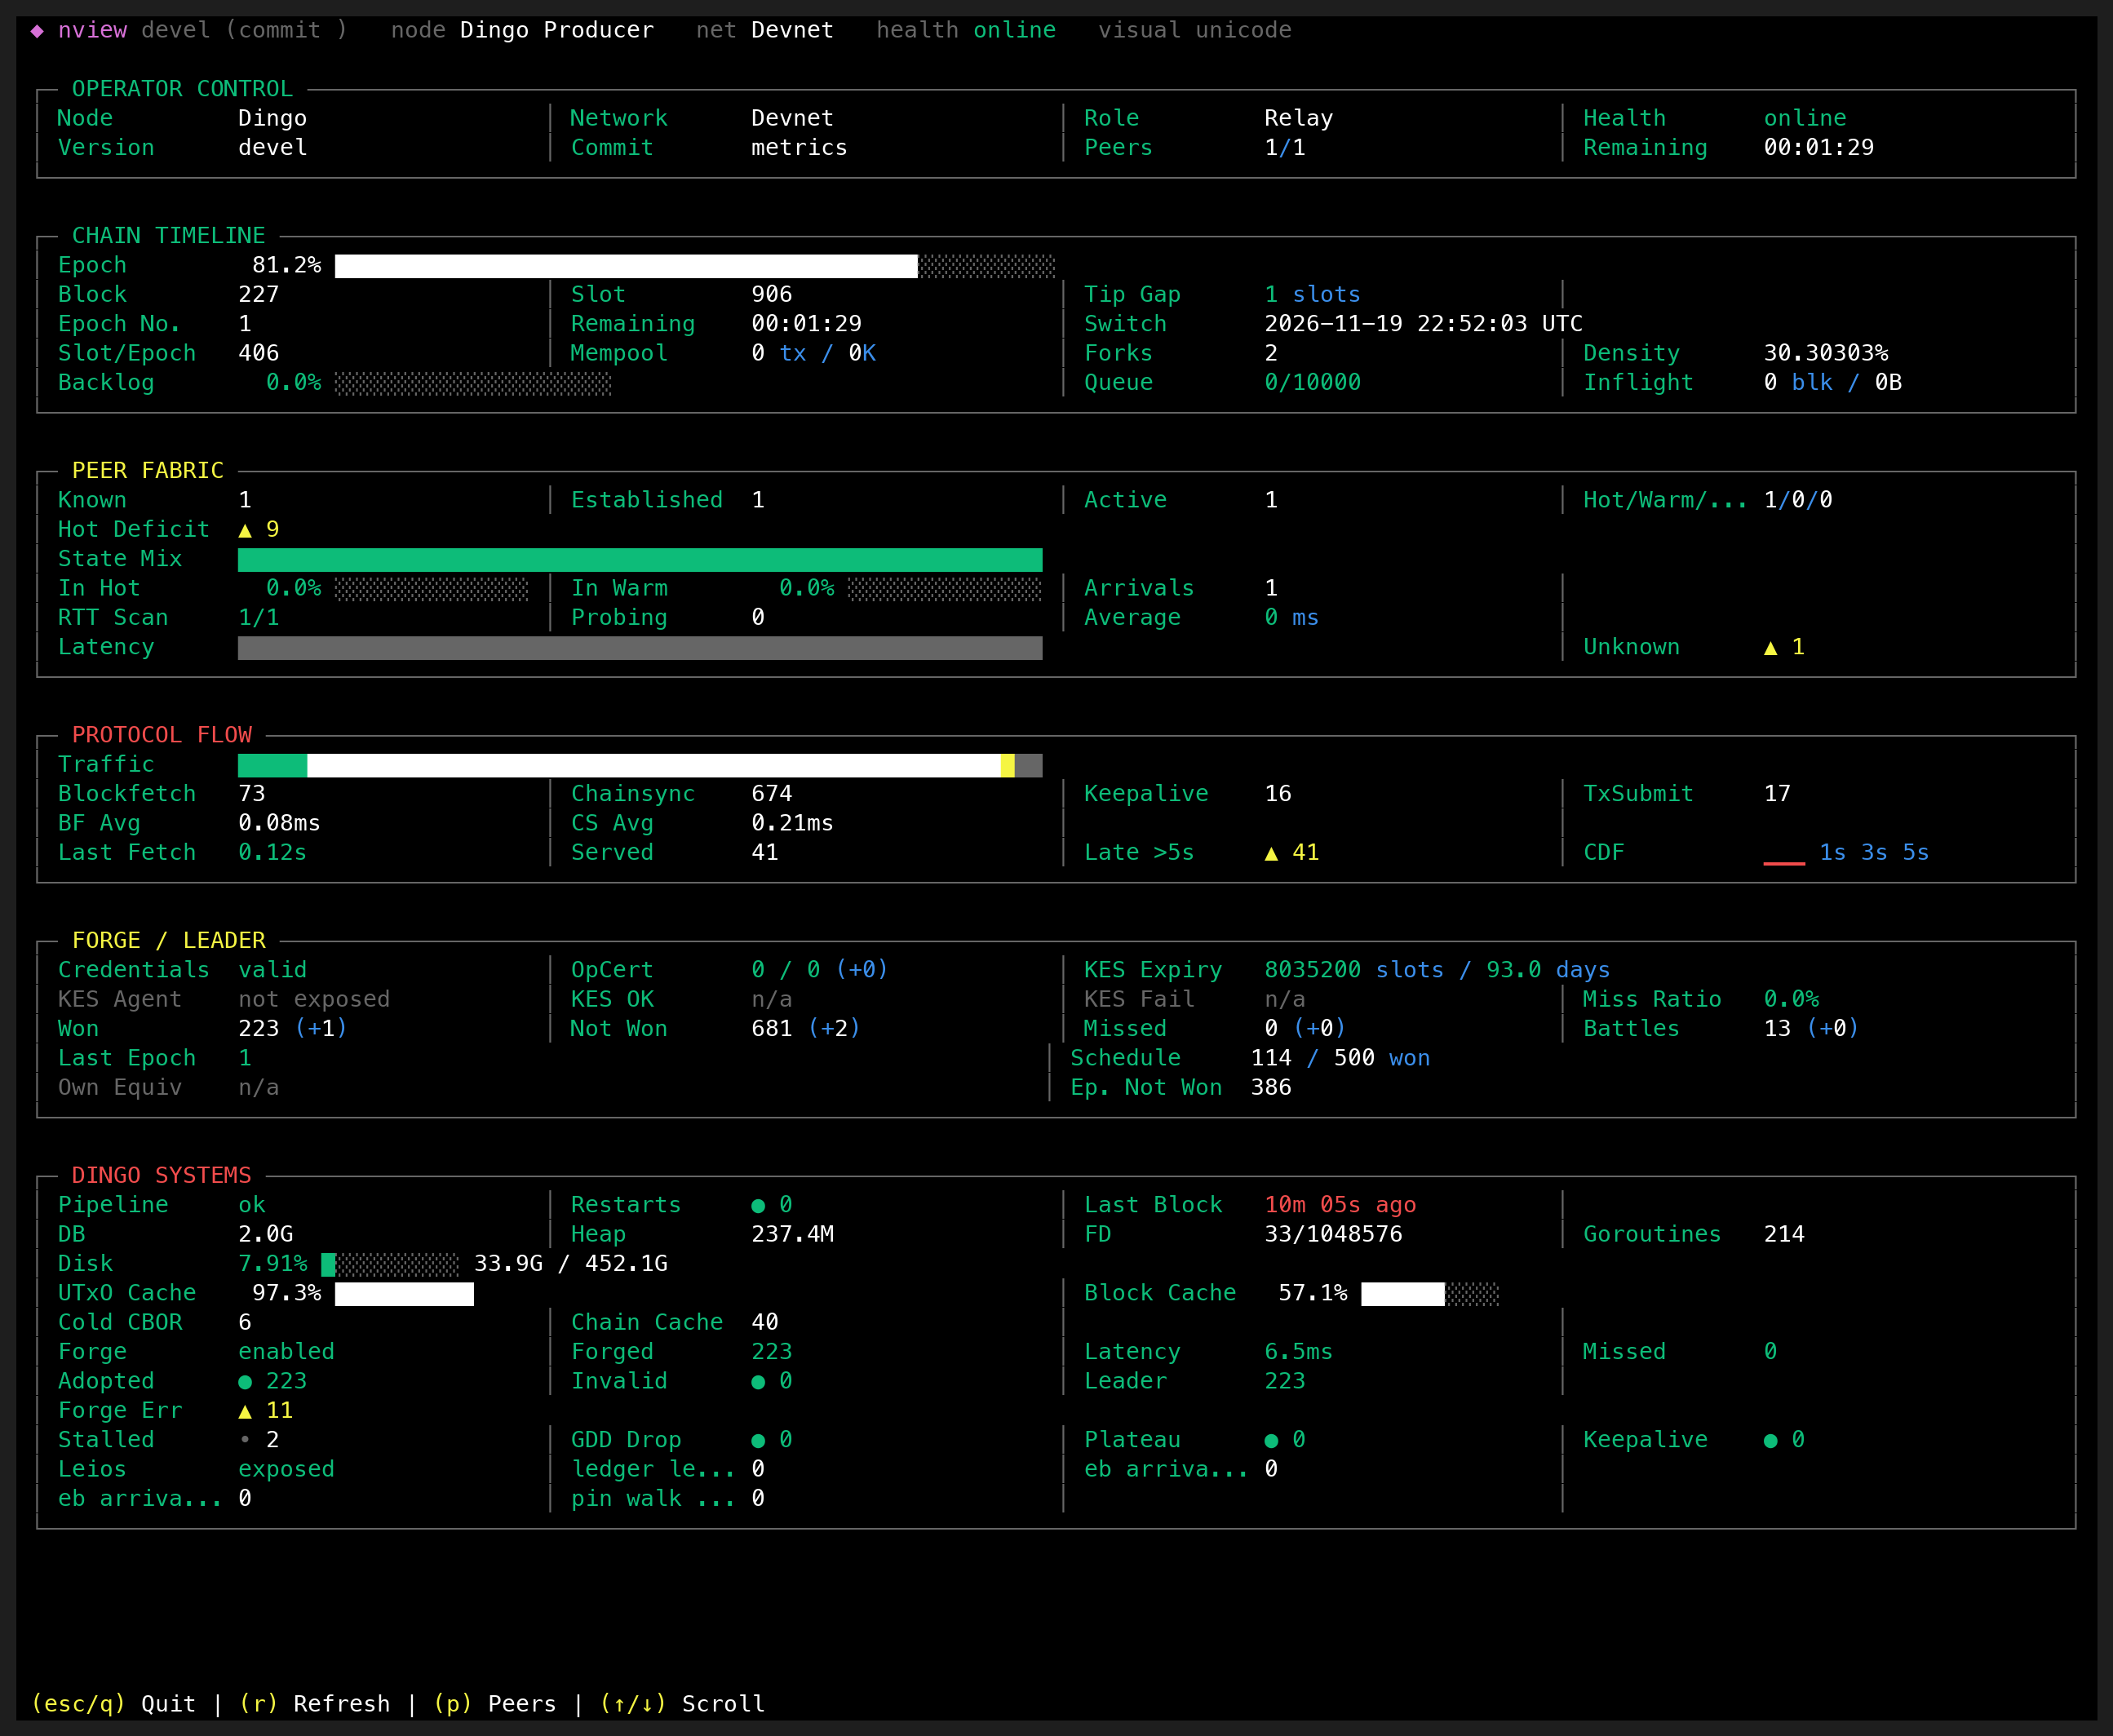 ◆ nview devel (commit ) node Dingo Producer net Devnet health online visual unicode
OPERATOR CONTROL
Node Dingo │ Network Devnet │ Role Relay │ Health online
Version devel │ Commit metrics │ Peers 1/1 │ Remaining 00:01:29
CHAIN TIMELINE
Epoch 81.2%
Block 227 │ Slot 906 │ Tip Gap 1 slots │
Epoch No. 1 │ Remaining 00:01:29 │ Switch 2026-11-19 22:52:03 UTC
Slot/Epoch 406 │ Mempool 0 tx / 0K │ Forks 2 │ Density 30.30303%
Backlog 0.0% │ Queue 0/10000 │ Inflight 0 blk / 0B
PEER FABRIC
Known 1 │ Established 1 │ Active 1 │ Hot/Warm/... 1/0/0
Hot Deficit ▲ 9
State Mix
In Hot 0.0% │ In Warm 0.0% │ Arrivals 1 │
RTT Scan 1/1 │ Probing 0 │ Average 0 ms │
Latency │ Unknown ▲ 1
PROTOCOL FLOW
Traffic
Blockfetch 73 │ Chainsync 674 │ Keepalive 16 │ TxSubmit 17
BF Avg 0.08ms │ CS Avg 0.21ms │ │
Last Fetch 0.12s │ Served 41 │ Late >5s ▲ 41 │ CDF ▁▁▁ 1s 3s 5s
FORGE / LEADER
Credentials valid │ OpCert 0 / 0 (+0) │ KES Expiry 8035200 slots / 93.0 days
KES Agent not exposed │ KES OK n/a │ KES Fail n/a │ Miss Ratio 0.0%
Won 223 (+1) │ Not Won 681 (+2) │ Missed 0 (+0) │ Battles 13 (+0)
Last Epoch 1 │ Schedule 114 / 500 won
Own Equiv n/a │ Ep. Not Won 386
DINGO SYSTEMS
Pipeline ok │ Restarts ● 0 │ Last Block 10m 05s ago │
DB 2.0G │ Heap 237.4M │ FD 33/1048576 │ Goroutines 214
Disk 7.91% 33.9G / 452.1G
UTxO Cache 97.3% │ Block Cache 57.1%
Cold CBOR 6 │ Chain Cache 40 │ │
Forge enabled │ Forged 223 │ Latency 6.5ms │ Missed 0
Adopted ● 223 │ Invalid ● 0 │ Leader 223 │
Forge Err ▲ 11
Stalled • 2 │ GDD Drop ● 0 │ Plateau ● 0 │ Keepalive ● 0
Leios exposed │ ledger le... 0 │ eb arriva... 0 │
eb arriva... 0 │ pin walk ... 0 │ │
(esc/q) Quit | (r) Refresh | (p) Peers | (↑/↓) Scroll